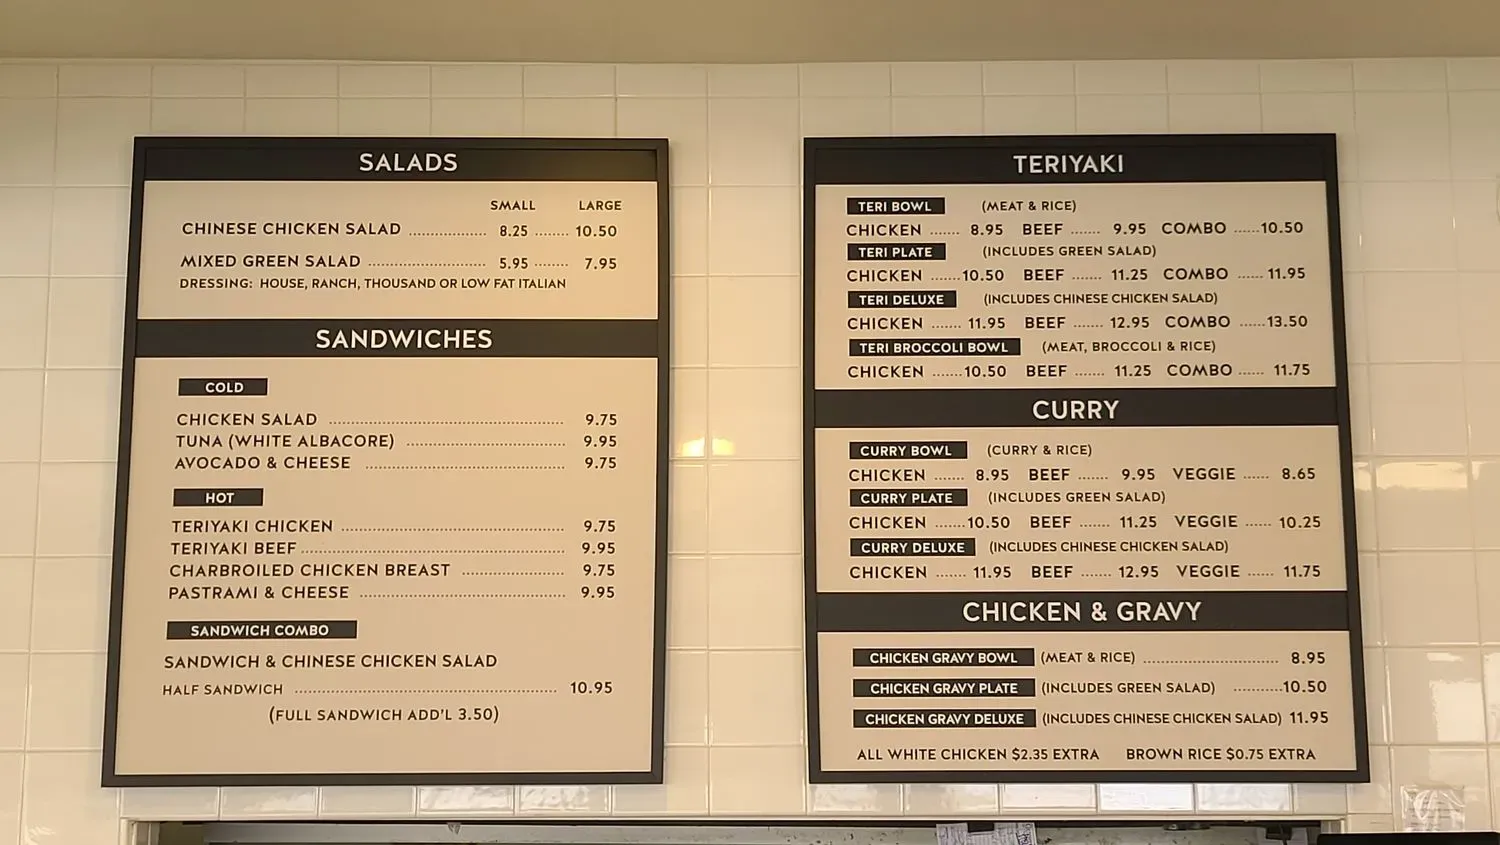 SALADS
SMALL LARGE
CHINESE CHICKEN SALAD ................ 8.25 ....... 10.50
MIXED GREEN SALAD ........................ 5.95 ....... 7.95
DRESSING: HOUSE, RANCH, THOUSAND OR LOW FAT ITALIAN
SANDWICHES
COLD
CHICKEN SALAD ................................ 9.75
TUNA (WHITE ALBACORE) ................................ 9.95
AVOCADO & CHEESE ................................ 9.75
HOT
TERIYAKI CHICKEN ................................ 9.75
TERIYAKI BEEF ................................ 9.95
CHARBROILED CHICKEN BREAST ........................ 9.75
PASTRAMI & CHEESE ................................ 9.95
SANDWICH COMBO
SANDWICH & CHINESE CHICKEN SALAD
HALF SANDWICH ................................ 10.95
(FULL SANDWICH ADD'L 3.50)
TERIYAKI
TERI BOWL (MEAT & RICE)
CHICKEN ....... 8.95 BEEF ....... 9.95 COMBO ......10.50
TERI PLATE (INCLUDES GREEN SALAD)
CHICKEN .......10.50 BEEF ....... 11.25 COMBO ...... 11.95
TERI DELUXE (INCLUDES CHINESE CHICKEN SALAD)
CHICKEN ....... 11.95 BEEF ....... 12.95 COMBO ......13.50
TERI BROCCOLI BOWL (MEAT, BROCCOLI & RICE)
CHICKEN .......10.50 BEEF ....... 11.25 COMBO ...... 11.75
CURRY
CURRY BOWL (CURRY & RICE)
CHICKEN ....... 8.95 BEEF ....... 9.95 VEGGIE ...... 8.65
CURRY PLATE (INCLUDES GREEN SALAD)
CHICKEN .......10.50 BEEF ....... 11.25 VEGGIE ...... 10.25
CURRY DELUXE (INCLUDES CHINESE CHICKEN SALAD)
CHICKEN ....... 11.95 BEEF ....... 12.95 VEGGIE ...... 11.75
CHICKEN & GRAVY
CHICKEN GRAVY BOWL (MEAT & RICE) ............................ 8.95
CHICKEN GRAVY PLATE (INCLUDES GREEN SALAD) ...........10.50
CHICKEN GRAVY DELUXE (INCLUDES CHINESE CHICKEN SALAD) 11.95
ALL WHITE CHICKEN $2.35 EXTRA BROWN RICE $0.75 EXTRA